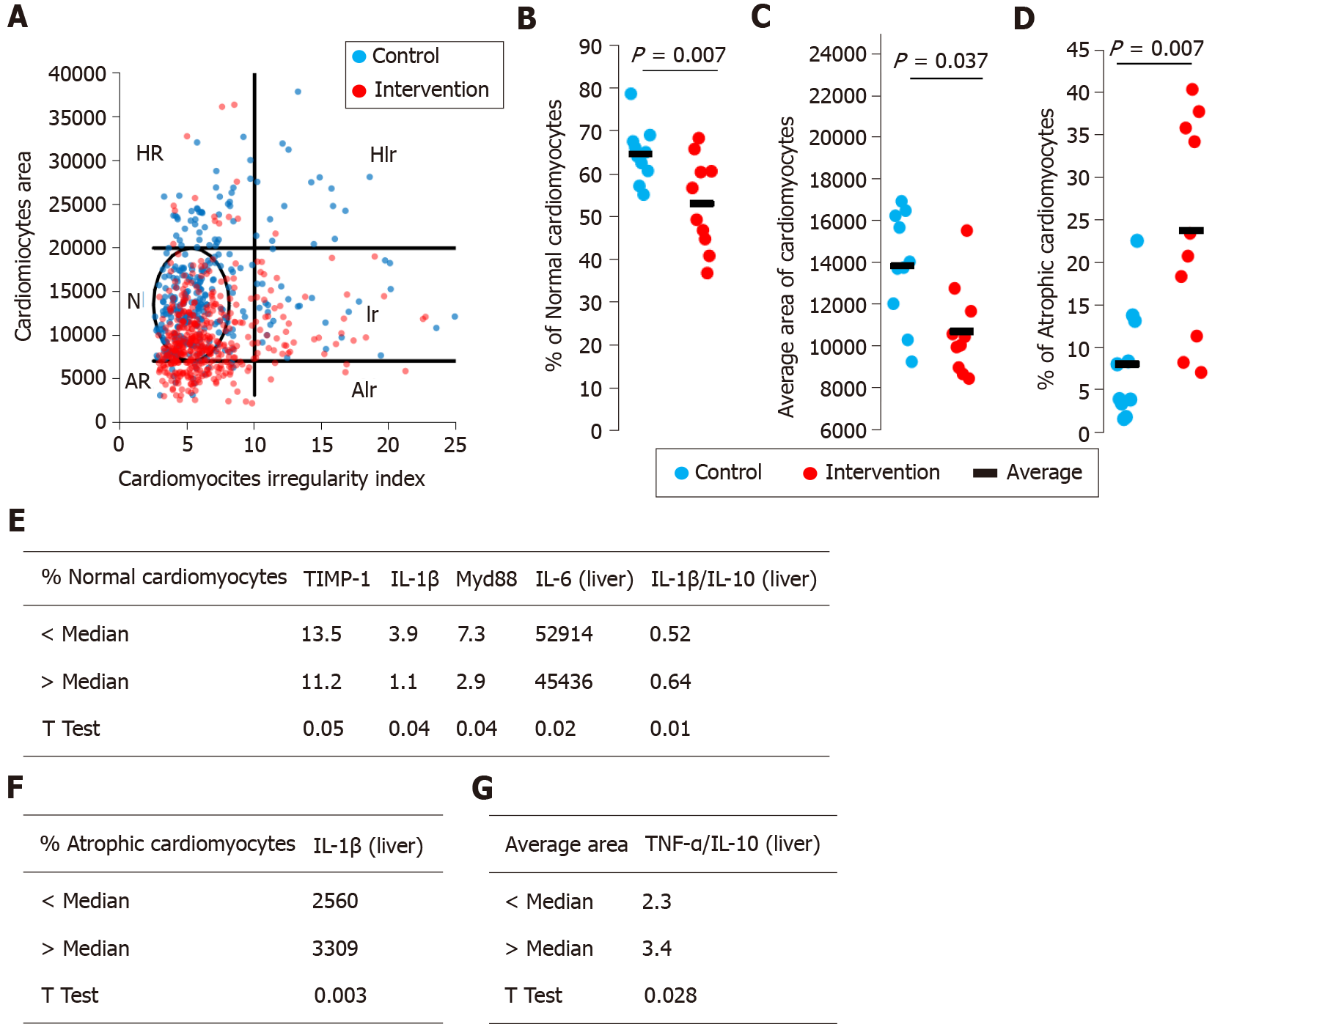 A
Control
Intervention
40000
35000
30000
25000
20000
15000
10000
5000
0
0 5 10 15 20 25
Cardiomiocytes area
Cardiomyocites irregularity index
HR
HIr
N
Ir
AR
AIr
B
P = 0.007
90
80
70
60
50
40
30
20
10
0
% of Normal cardiomyocytes
C
P = 0.037
24000
22000
20000
18000
16000
14000
12000
10000
8000
6000
Average area of cardiomyocytes
D
P = 0.007
45
40
35
30
25
20
15
10
5
0
% of Atrophic cardiomyocytes
Control Intervention Average
E
% Normal cardiomyocytes TIMP-1 IL-1β Myd88 IL-6 (liver) IL-1β/IL-10 (liver)
< Median 13.5 3.9 7.3 52914 0.52
> Median 11.2 1.1 2.9 45436 0.64
T Test 0.05 0.04 0.04 0.02 0.01
F
% Atrophic cardiomyocytes IL-1β (liver)
< Median 2560
> Median 3309
T Test 0.003
G
Average area TNF-α/IL-10 (liver)
< Median 2.3
> Median 3.4
T Test 0.028